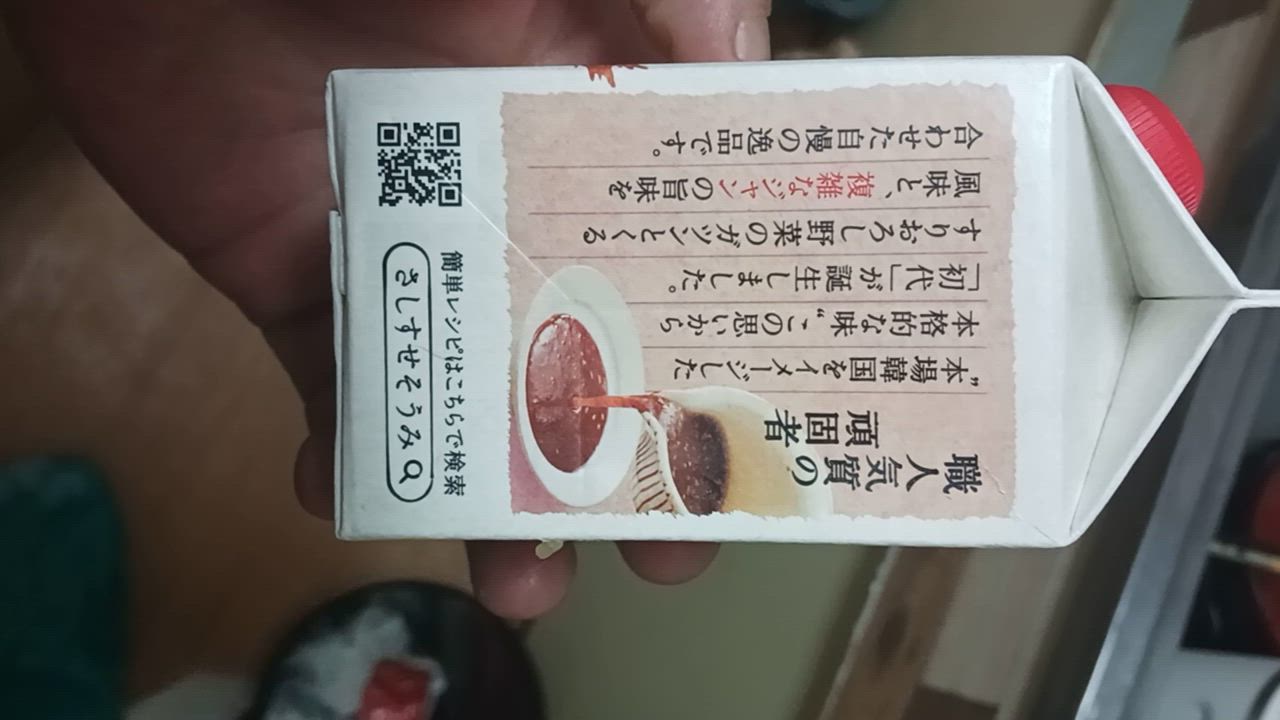 職人気質の
頑固者
“本場韓国をイメージした
本格的な味”この思いから
「初代」が誕生しました。
すりおろし野菜のガツンとくる
風味と、複雑なジャンの旨味を
合わせた自慢の逸品です。
簡単レシピはこちらで検索
さしすせそうみ